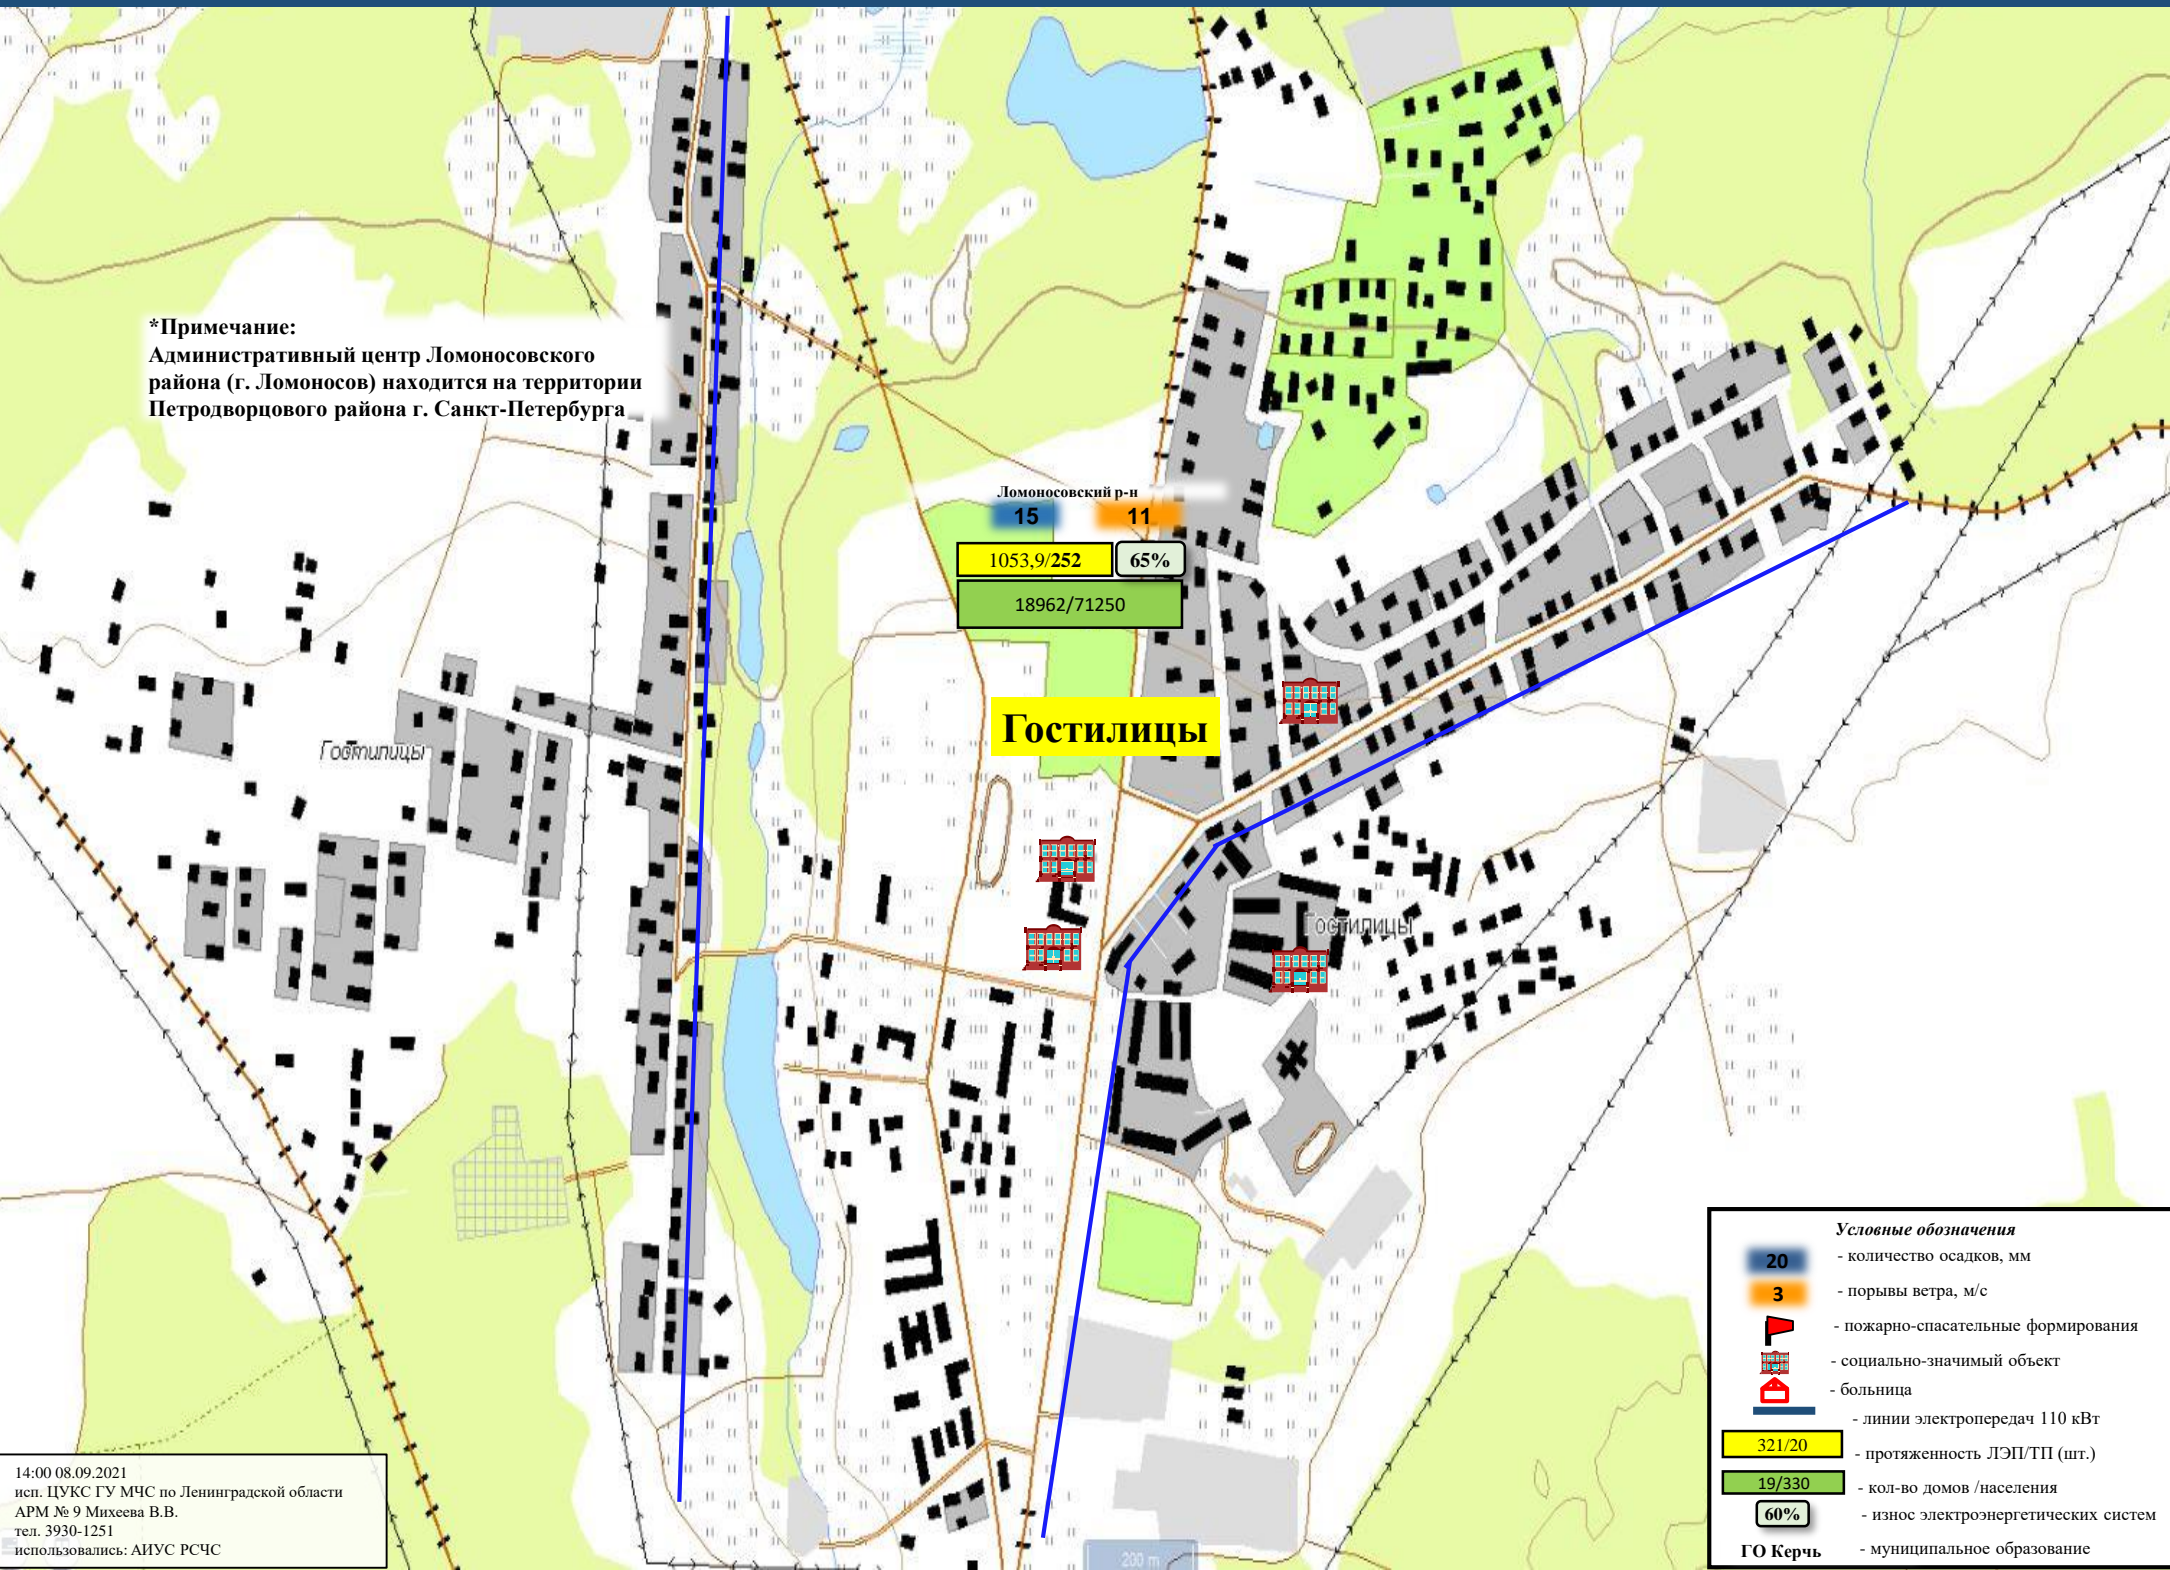 *Примечание:
Административный центр Ломоносовского
района (г. Ломоносов) находится на территории
Петродворцового района г. Санкт-Петербурга
Ломоносовский р-н
15 11
1053,9/252 65%
18962/71250
Гостилицы
Гостилицы
Гостилицы
Условные обозначения
20 - количество осадков, мм
3 - порывы ветра, м/с
- пожарно-спасательные формирования
- социально-значимый объект
- больница
- линии электропередач 110 кВт
321/20 - протяженность ЛЭП/ТП (шт.)
19/330 - кол-во домов /населения
60% - износ электроэнергетических систем
ГО Керчь - муниципальное образование
14:00 08.09.2021
исп. ЦУКС ГУ МЧС по Ленинградской области
АРМ № 9 Михеева В.В.
тел. 3930-1251
использовались: АИУС РСЧС
200 m